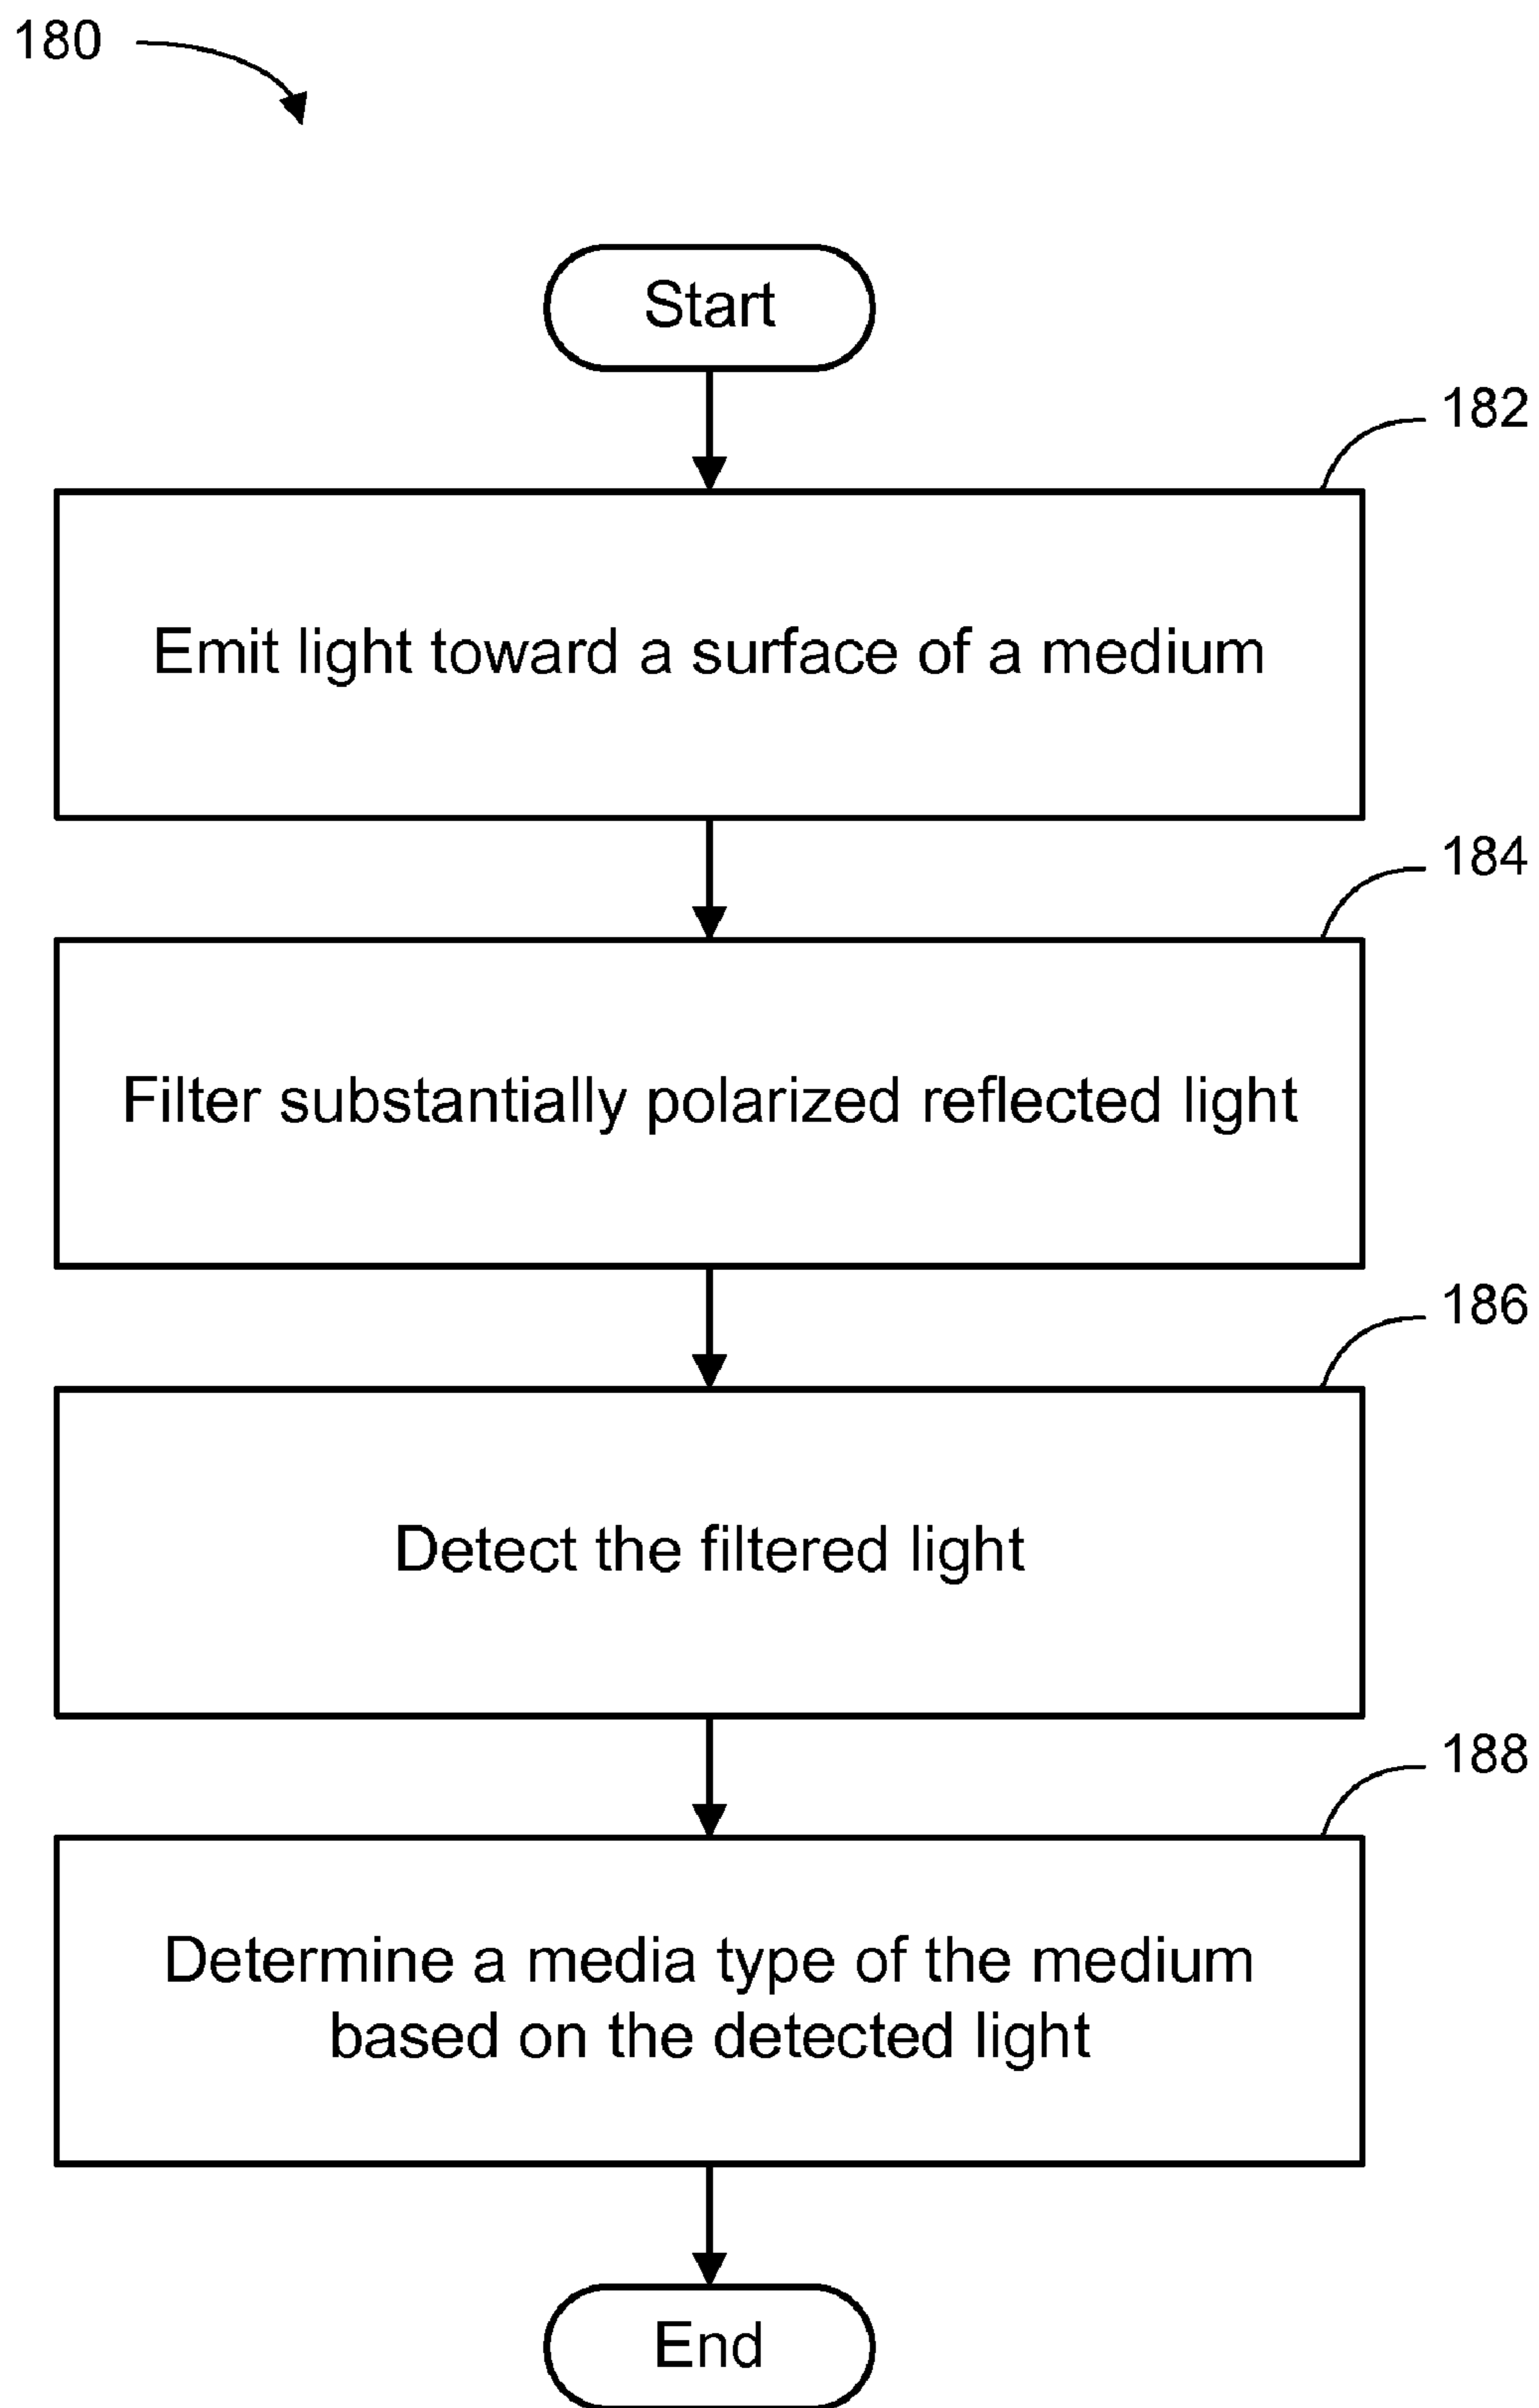 180
Start
182
Emit light toward a surface of a medium
184
Filter substantially polarized reflected light
186
Detect the filtered light
188
Determine a media type of the medium
based on the detected light
End